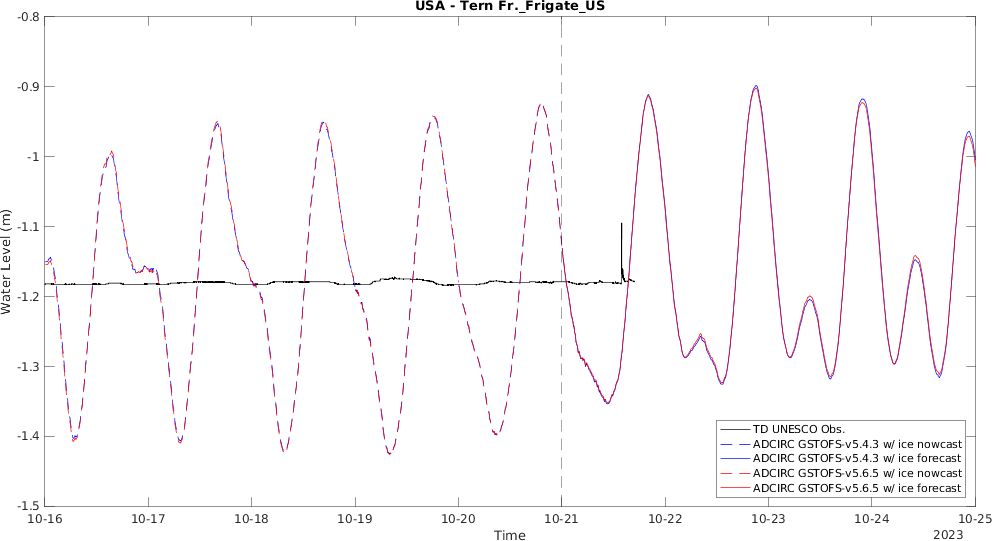 USA - Tern Fr._Frigate_US
Water Level (m)
-0.8
-0.9
-1
-1.1
-1.2
-1.3
-1.4
-1.5
TD UNESCO Obs.
ADCIRC GSTOFS-v5.4.3 w/ ice nowcast
ADCIRC GSTOFS-v5.4.3 w/ ice forecast
ADCIRC GSTOFS-v5.6.5 w/ ice nowcast
ADCIRC GSTOFS-v5.6.5 w/ ice forecast
10-16 10-17 10-18 10-19 10-20 10-21 10-22 10-23 10-24 10-25
Time
2023